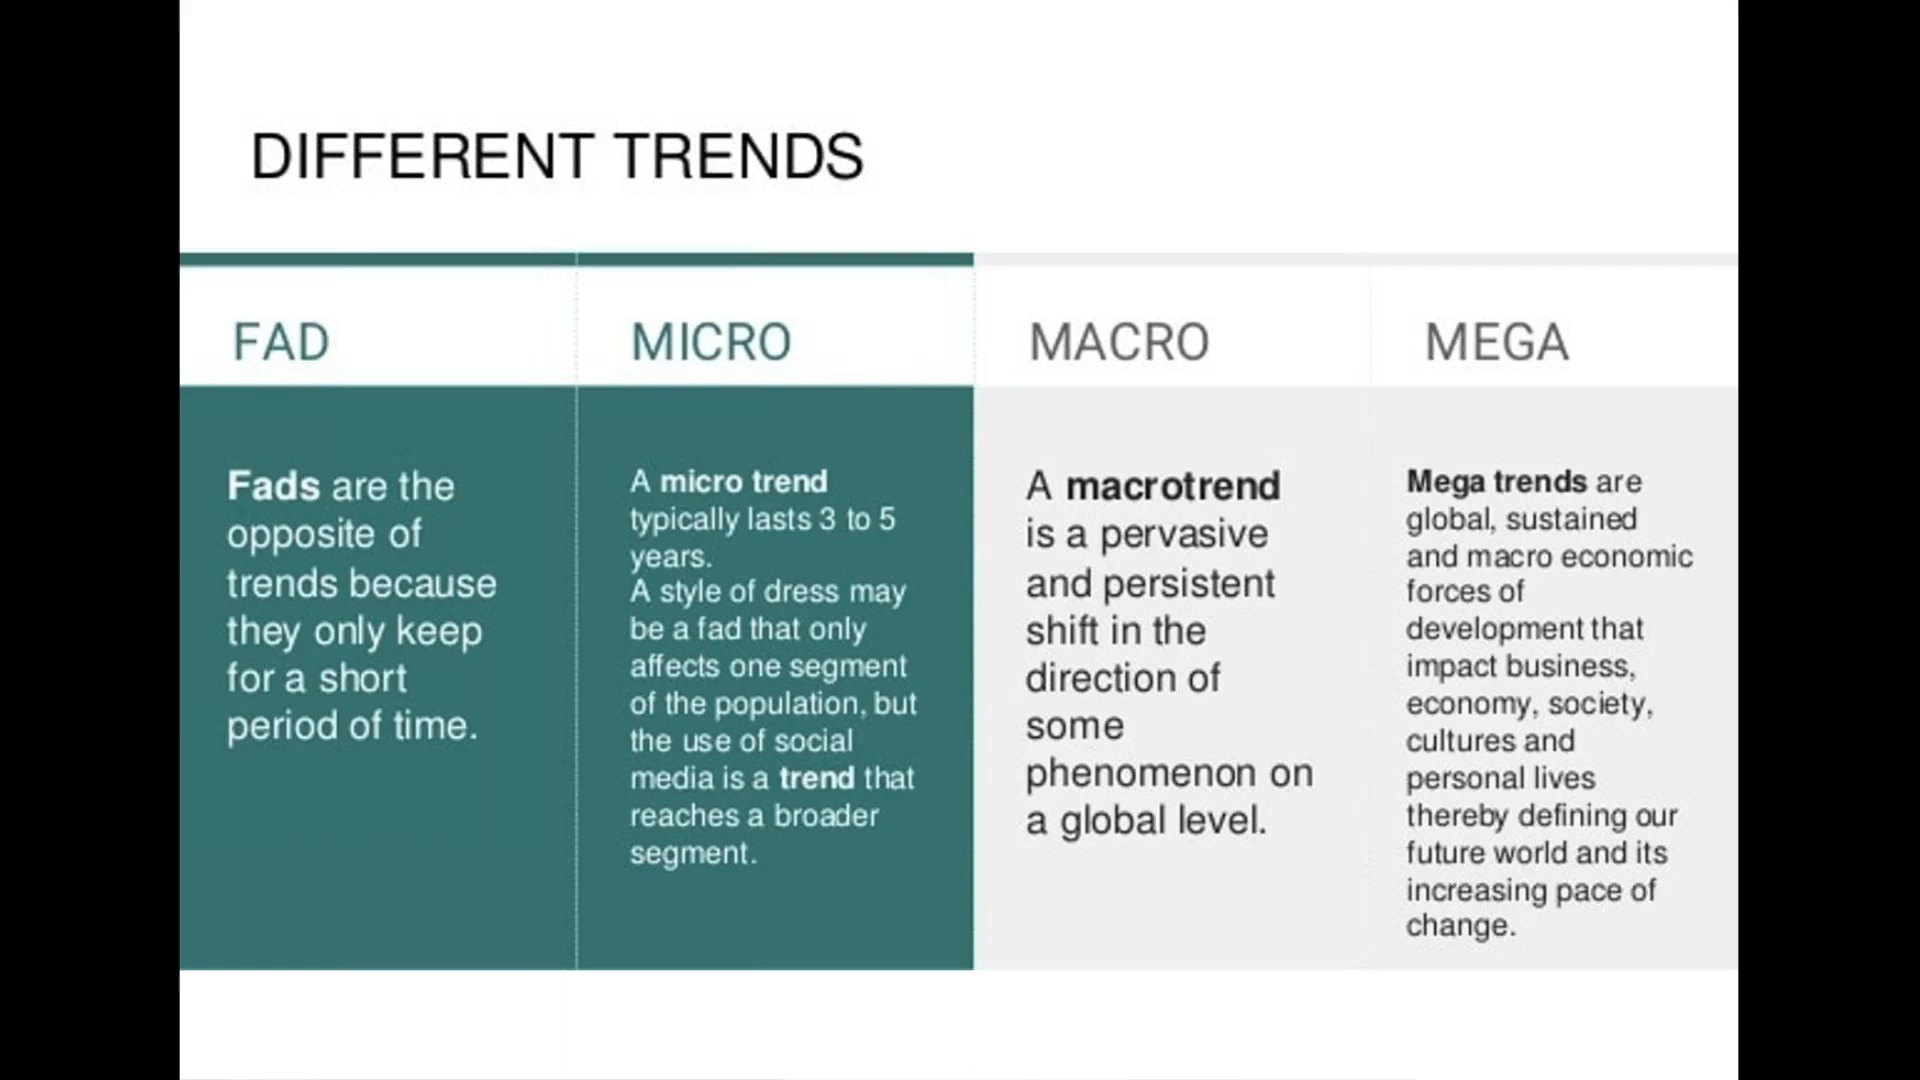 DIFFERENT TRENDS
FAD
Fads are the
opposite of
trends because
they only keep
for a short
period of time.
MICRO
A micro trend
typically lasts 3 to 5
years.
A style of dress may
be a fad that only
affects one segment
of the population, but
the use of social
media is a trend that
reaches a broader
segment.
MACRO
A macrotrend
is a pervasive
and persistent
shift in the
direction of
some
phenomenon on
a global level.
MEGA
Mega trends are
global, sustained
and macro economic
forces of
development that
impact business,
economy, society,
cultures and
personal lives
thereby defining our
future world and its
increasing pace of
change.